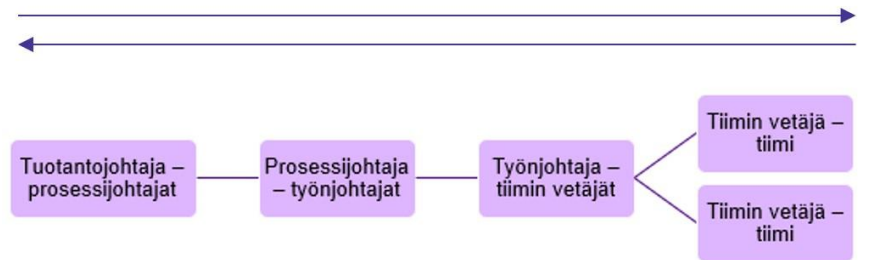 Tuotantojohtaja –
prosessijohtajat
Prosessijohtaja
– työnjohtajat
Työnjohtaja –
tiimin vetäjät
Tiimin vetäjä –
tiimi
Tiimin vetäjä –
tiimi